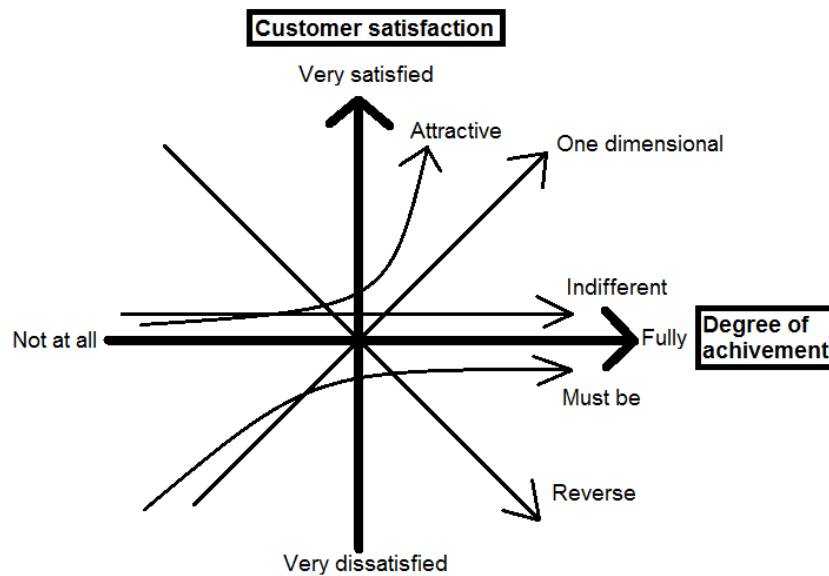 Customer satisfaction
Very satisfied
Attractive
One dimensional
Indifferent
Not at all
Fully
Degree of
achivement
Must be
Reverse
Very dissatisfied